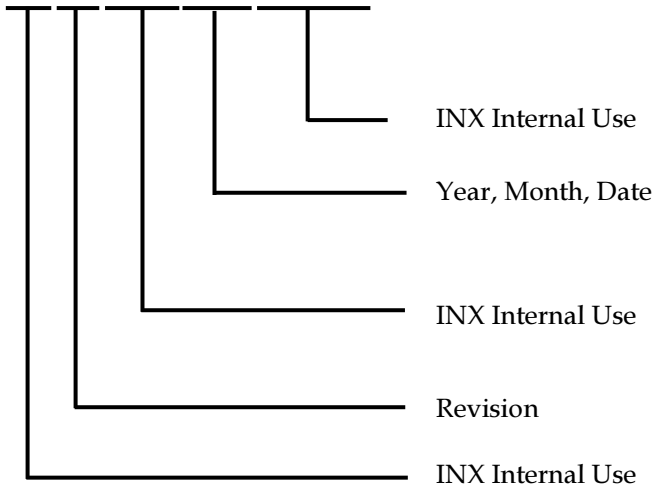 INX Internal Use
Year, Month, Date
INX Internal Use
Revision
INX Internal Use